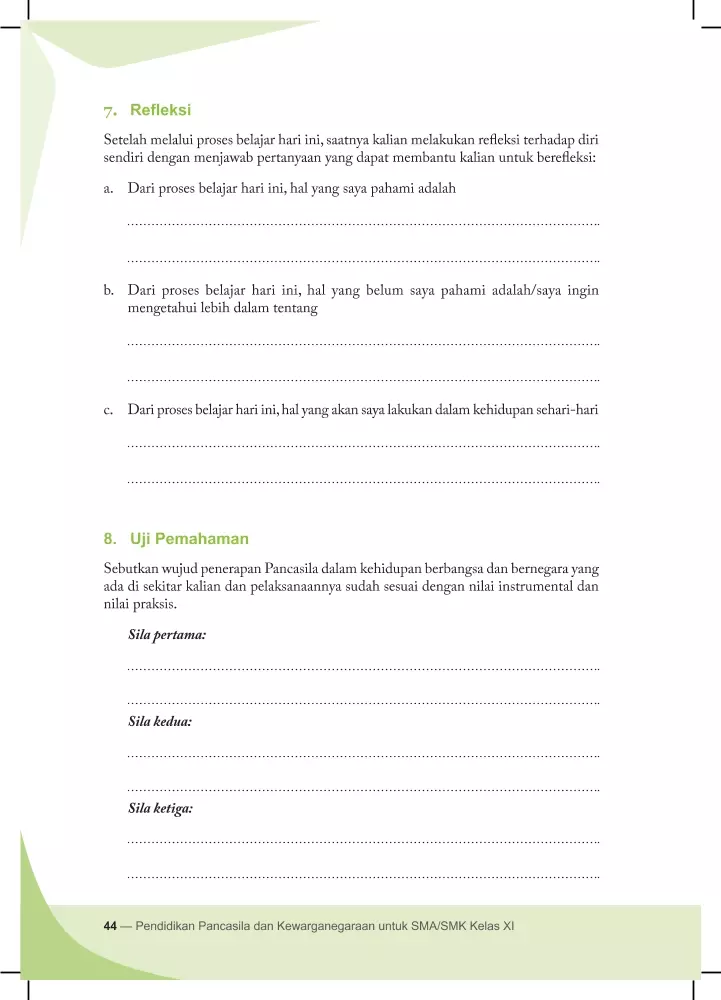 7. Refleksi
Setelah melalui proses belajar hari ini, saatnya kalian melakukan refleksi terhadap diri
sendiri dengan menjawab pertanyaan yang dapat membantu kalian untuk berefleksi:
a. Dari proses belajar hari ini, hal yang saya pahami adalah
..........................................................................................................
..........................................................................................................
b. Dari proses belajar hari ini, hal yang belum saya pahami adalah/saya ingin
mengetahui lebih dalam tentang
..........................................................................................................
..........................................................................................................
c. Dari proses belajar hari ini, hal yang akan saya lakukan dalam kehidupan sehari-hari
..........................................................................................................
..........................................................................................................
8. Uji Pemahaman
Sebutkan wujud penerapan Pancasila dalam kehidupan berbangsa dan bernegara yang
ada di sekitar kalian dan pelaksanaannya sudah sesuai dengan nilai instrumental dan
nilai praksis.
Sila pertama:
..........................................................................................................
..........................................................................................................
Sila kedua:
..........................................................................................................
..........................................................................................................
Sila ketiga:
..........................................................................................................
..........................................................................................................
44 — Pendidikan Pancasila dan Kewarganegaraan untuk SMA/SMK Kelas XI